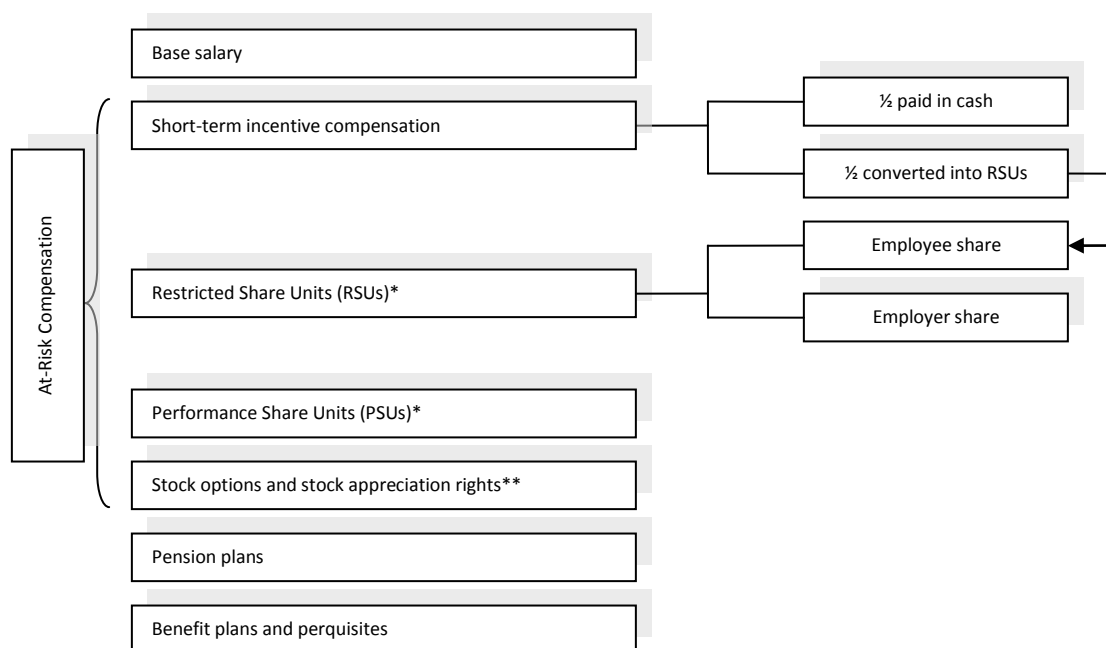 Base salary
Short-term incentive compensation
½ paid in cash
½ converted into RSUs
At-Risk Compensation
Employee share
Restricted Share Units (RSUs)*
Employer share
Performance Share Units (PSUs)*
Stock options and stock appreciation rights**
Pension plans
Benefit plans and perquisites